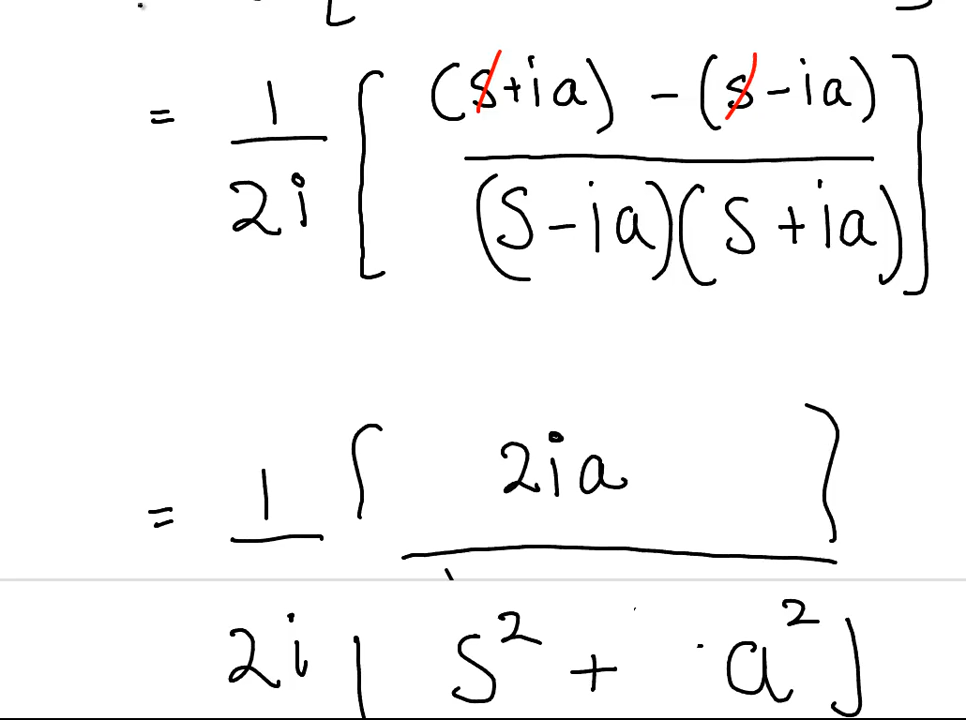 = 1/2i [ (s+ia) - (s-ia) / (s-ia)(s+ia) ]
= 1/2i [ 2ia / s² + a² ]